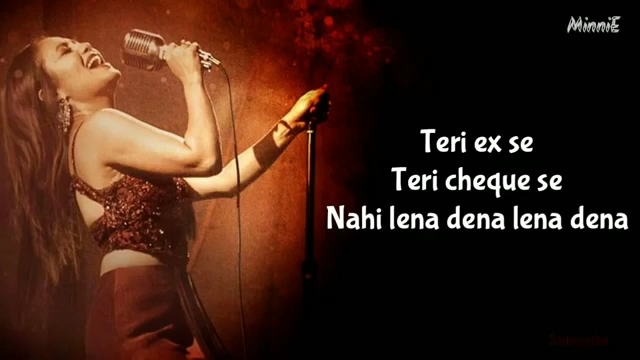 MinniE
Teri ex se
Teri cheque se
Nahi lena dena lena dena